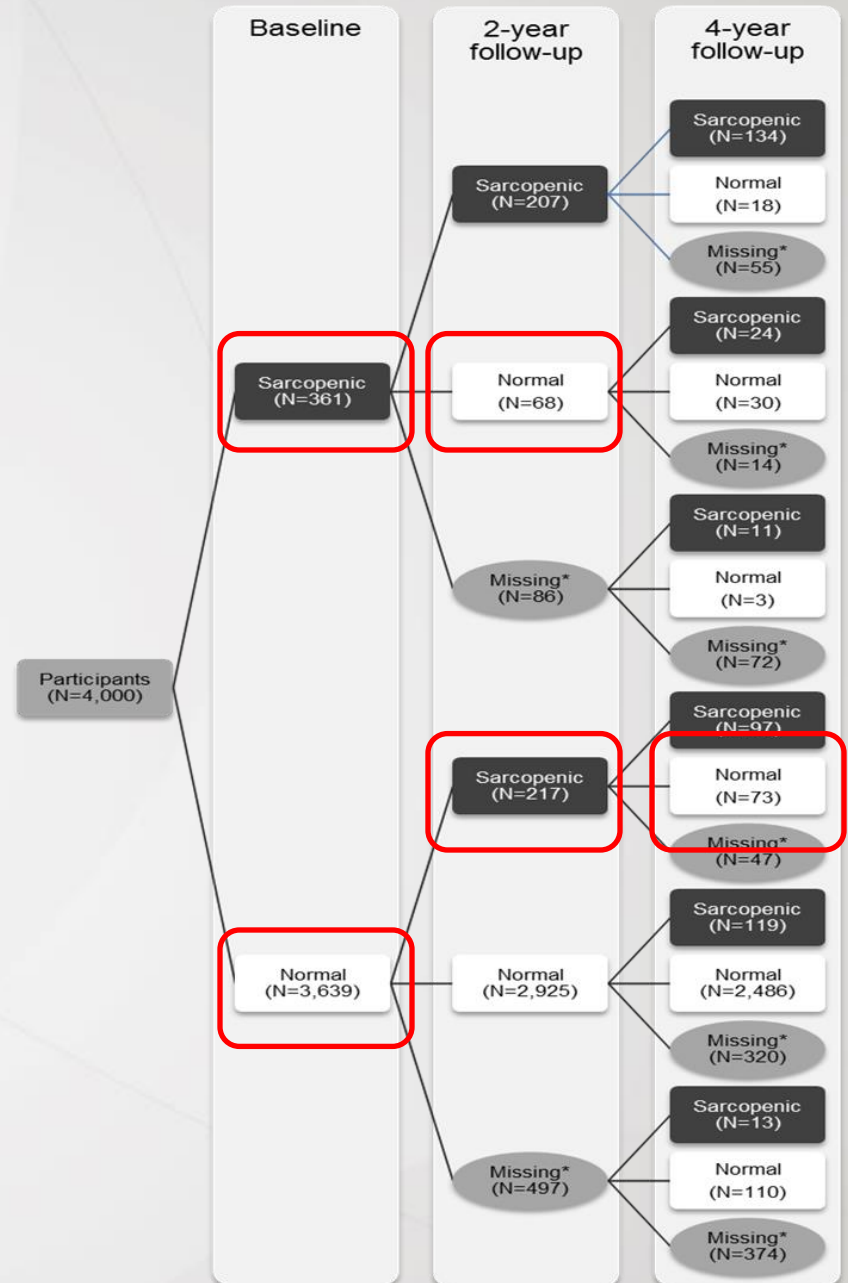 Baseline
2-year
follow-up
4-year
follow-up
Participants
(N=4,000)
Sarcopenic
(N=361)
Normal
(N=3,639)
Sarcopenic
(N=207)
Normal
(N=68)
Missing*
(N=86)
Sarcopenic
(N=217)
Normal
(N=2,925)
Missing*
(N=497)
Sarcopenic
(N=134)
Normal
(N=18)
Missing*
(N=55)
Sarcopenic
(N=24)
Normal
(N=30)
Missing*
(N=14)
Sarcopenic
(N=11)
Normal
(N=3)
Missing*
(N=72)
Sarcopenic
(N=97)
Normal
(N=73)
Missing*
(N=47)
Sarcopenic
(N=119)
Normal
(N=2,486)
Missing*
(N=320)
Sarcopenic
(N=13)
Normal
(N=110)
Missing*
(N=374)